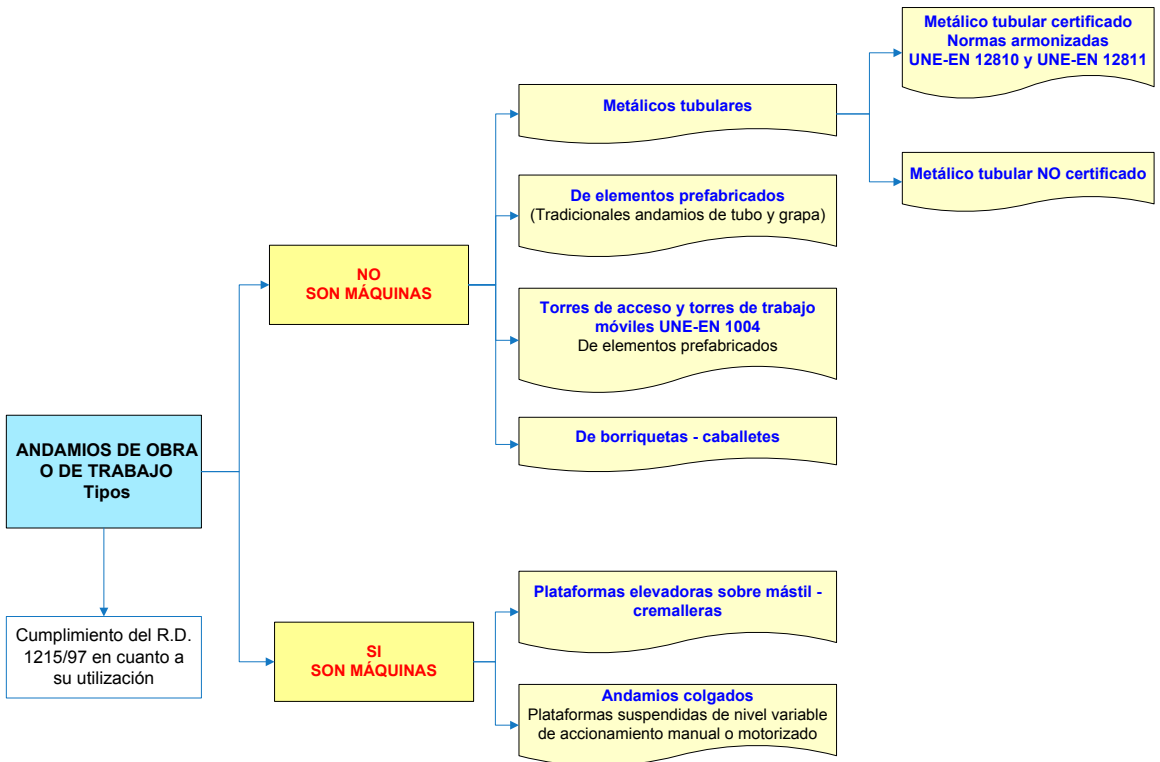 Metálico tubular certificado
Normas armonizadas
UNE-EN 12810 y UNE-EN 12811
Metálicos tubulares
Metálico tubular NO certificado
De elementos prefabricados
(Tradicionales andamios de tubo y grapa)
NO
SON MÁQUINAS
Torres de acceso y torres de trabajo
móviles UNE-EN 1004
De elementos prefabricados
De borriquetas - caballetes
ANDAMIOS DE OBRA
O DE TRABAJO
Tipos
Plataformas elevadoras sobre mástil -
cremalleras
Cumplimiento del R.D.
1215/97 en cuanto a
su utilización
SI
SON MÁQUINAS
Andamios colgados
Plataformas suspendidas de nivel variable
de accionamiento manual o motorizado